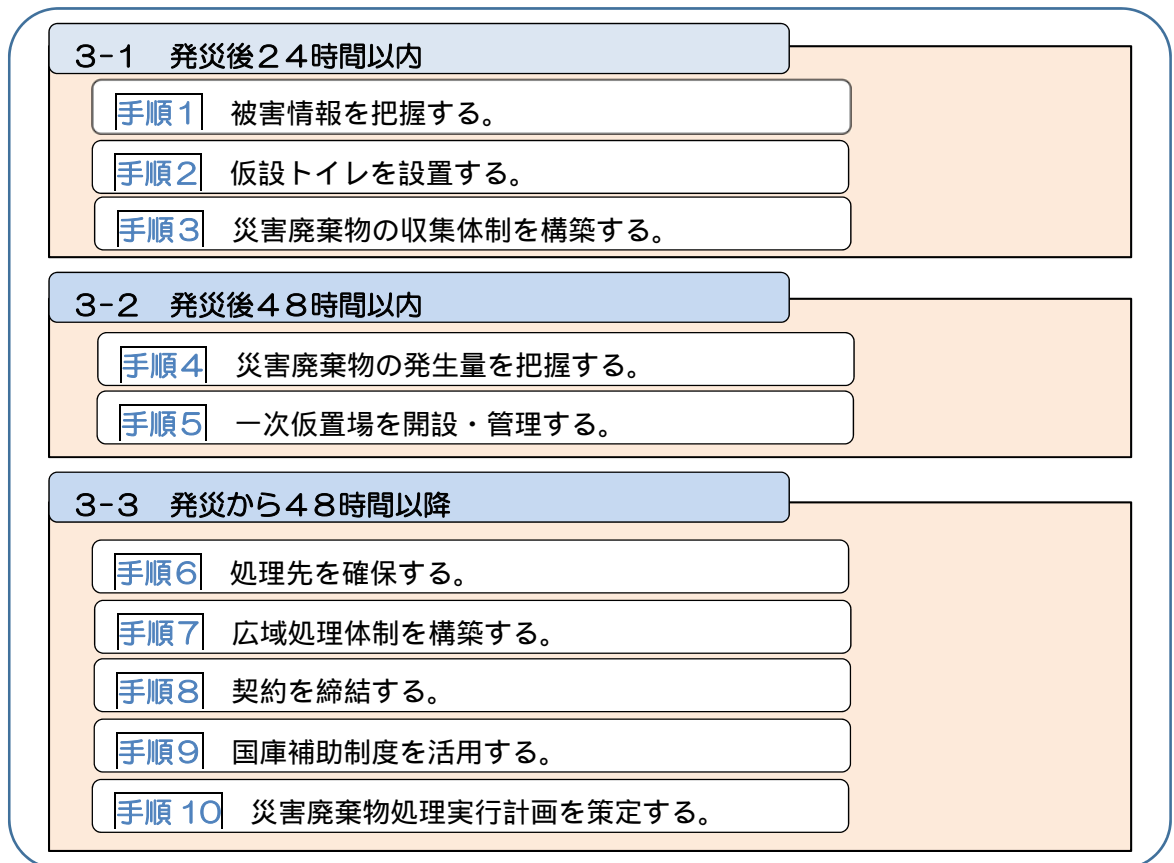 3-1 発災後24時間以内
手順1 被害情報を把握する。
手順2 仮設トイレを設置する。
手順3 災害廃棄物の収集体制を構築する。
3-2 発災後48時間以内
手順4 災害廃棄物の発生量を把握する。
手順5 一次仮置場を開設・管理する。
3-3 発災から48時間以降
手順6 処理先を確保する。
手順7 広域処理体制を構築する。
手順8 契約を締結する。
手順9 国庫補助制度を活用する。
手順10 災害廃棄物処理実行計画を策定する。